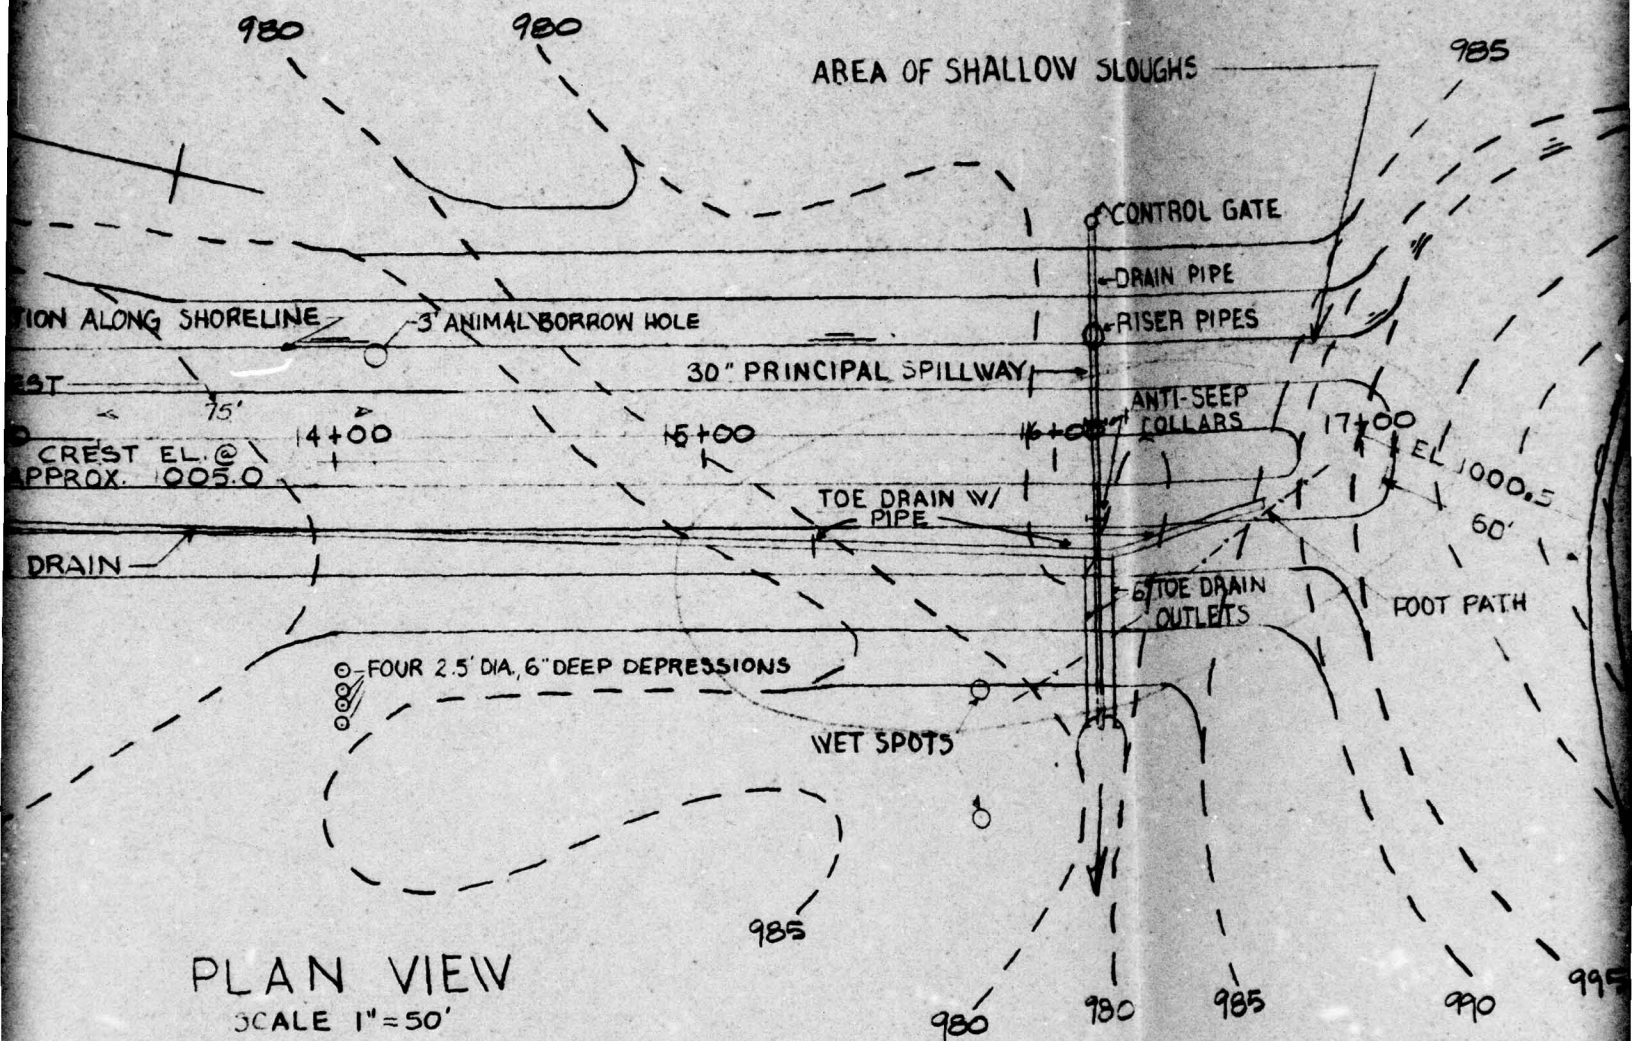 980
980
985
AREA OF SHALLOW SLOUGHS
CONTROL GATE
DRAIN PIPE
TION ALONG SHORELINE
3' ANIMAL BORROW HOLE
RISER PIPES
30" PRINCIPAL SPILLWAY
EST
75'
ANTI-SEEP
COLLARS
14+00
15+00
16+00
17+00
CREST EL. @
APPROX. 1005.0
EL 1000.5
60'
TOE DRAIN W/
PIPE
DRAIN
6" TOE DRAIN
OUTLETS
FOOT PATH
FOUR 2.5' DIA., 6" DEEP DEPRESSIONS
WET SPOTS
985
PLAN VIEW
SCALE 1"=50'
980
980
985
990
995